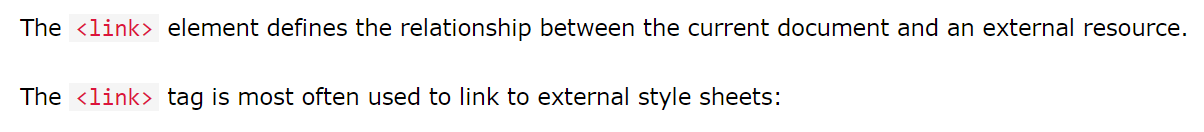 The <link> element defines the relationship between the current document and an external resource.
The <link> tag is most often used to link to external style sheets: